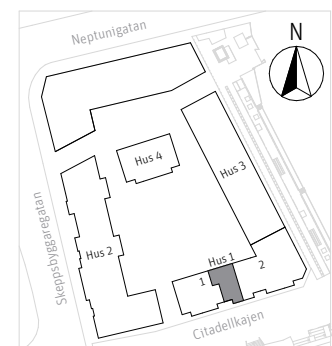 Neptunigatan
N
Hus 4
Hus 3
Skeppsbyggaregatan
Hus 2
Hus 1
1
2
Citadellkajen